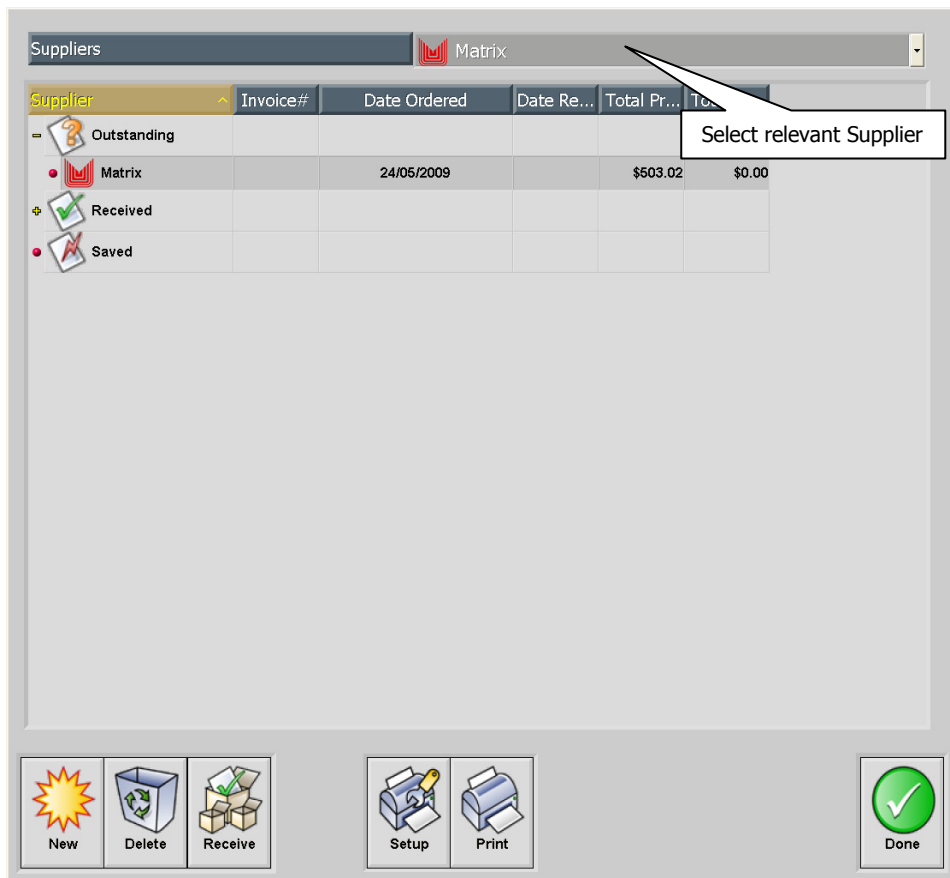 Suppliers Matrix
Supplier Invoice# Date Ordered Date Re... Total Pr...
Select relevant Supplier
Outstanding
Matrix 24/05/2009 $503.02 $0.00
Received
Saved
New Delete Receive Setup Print Done